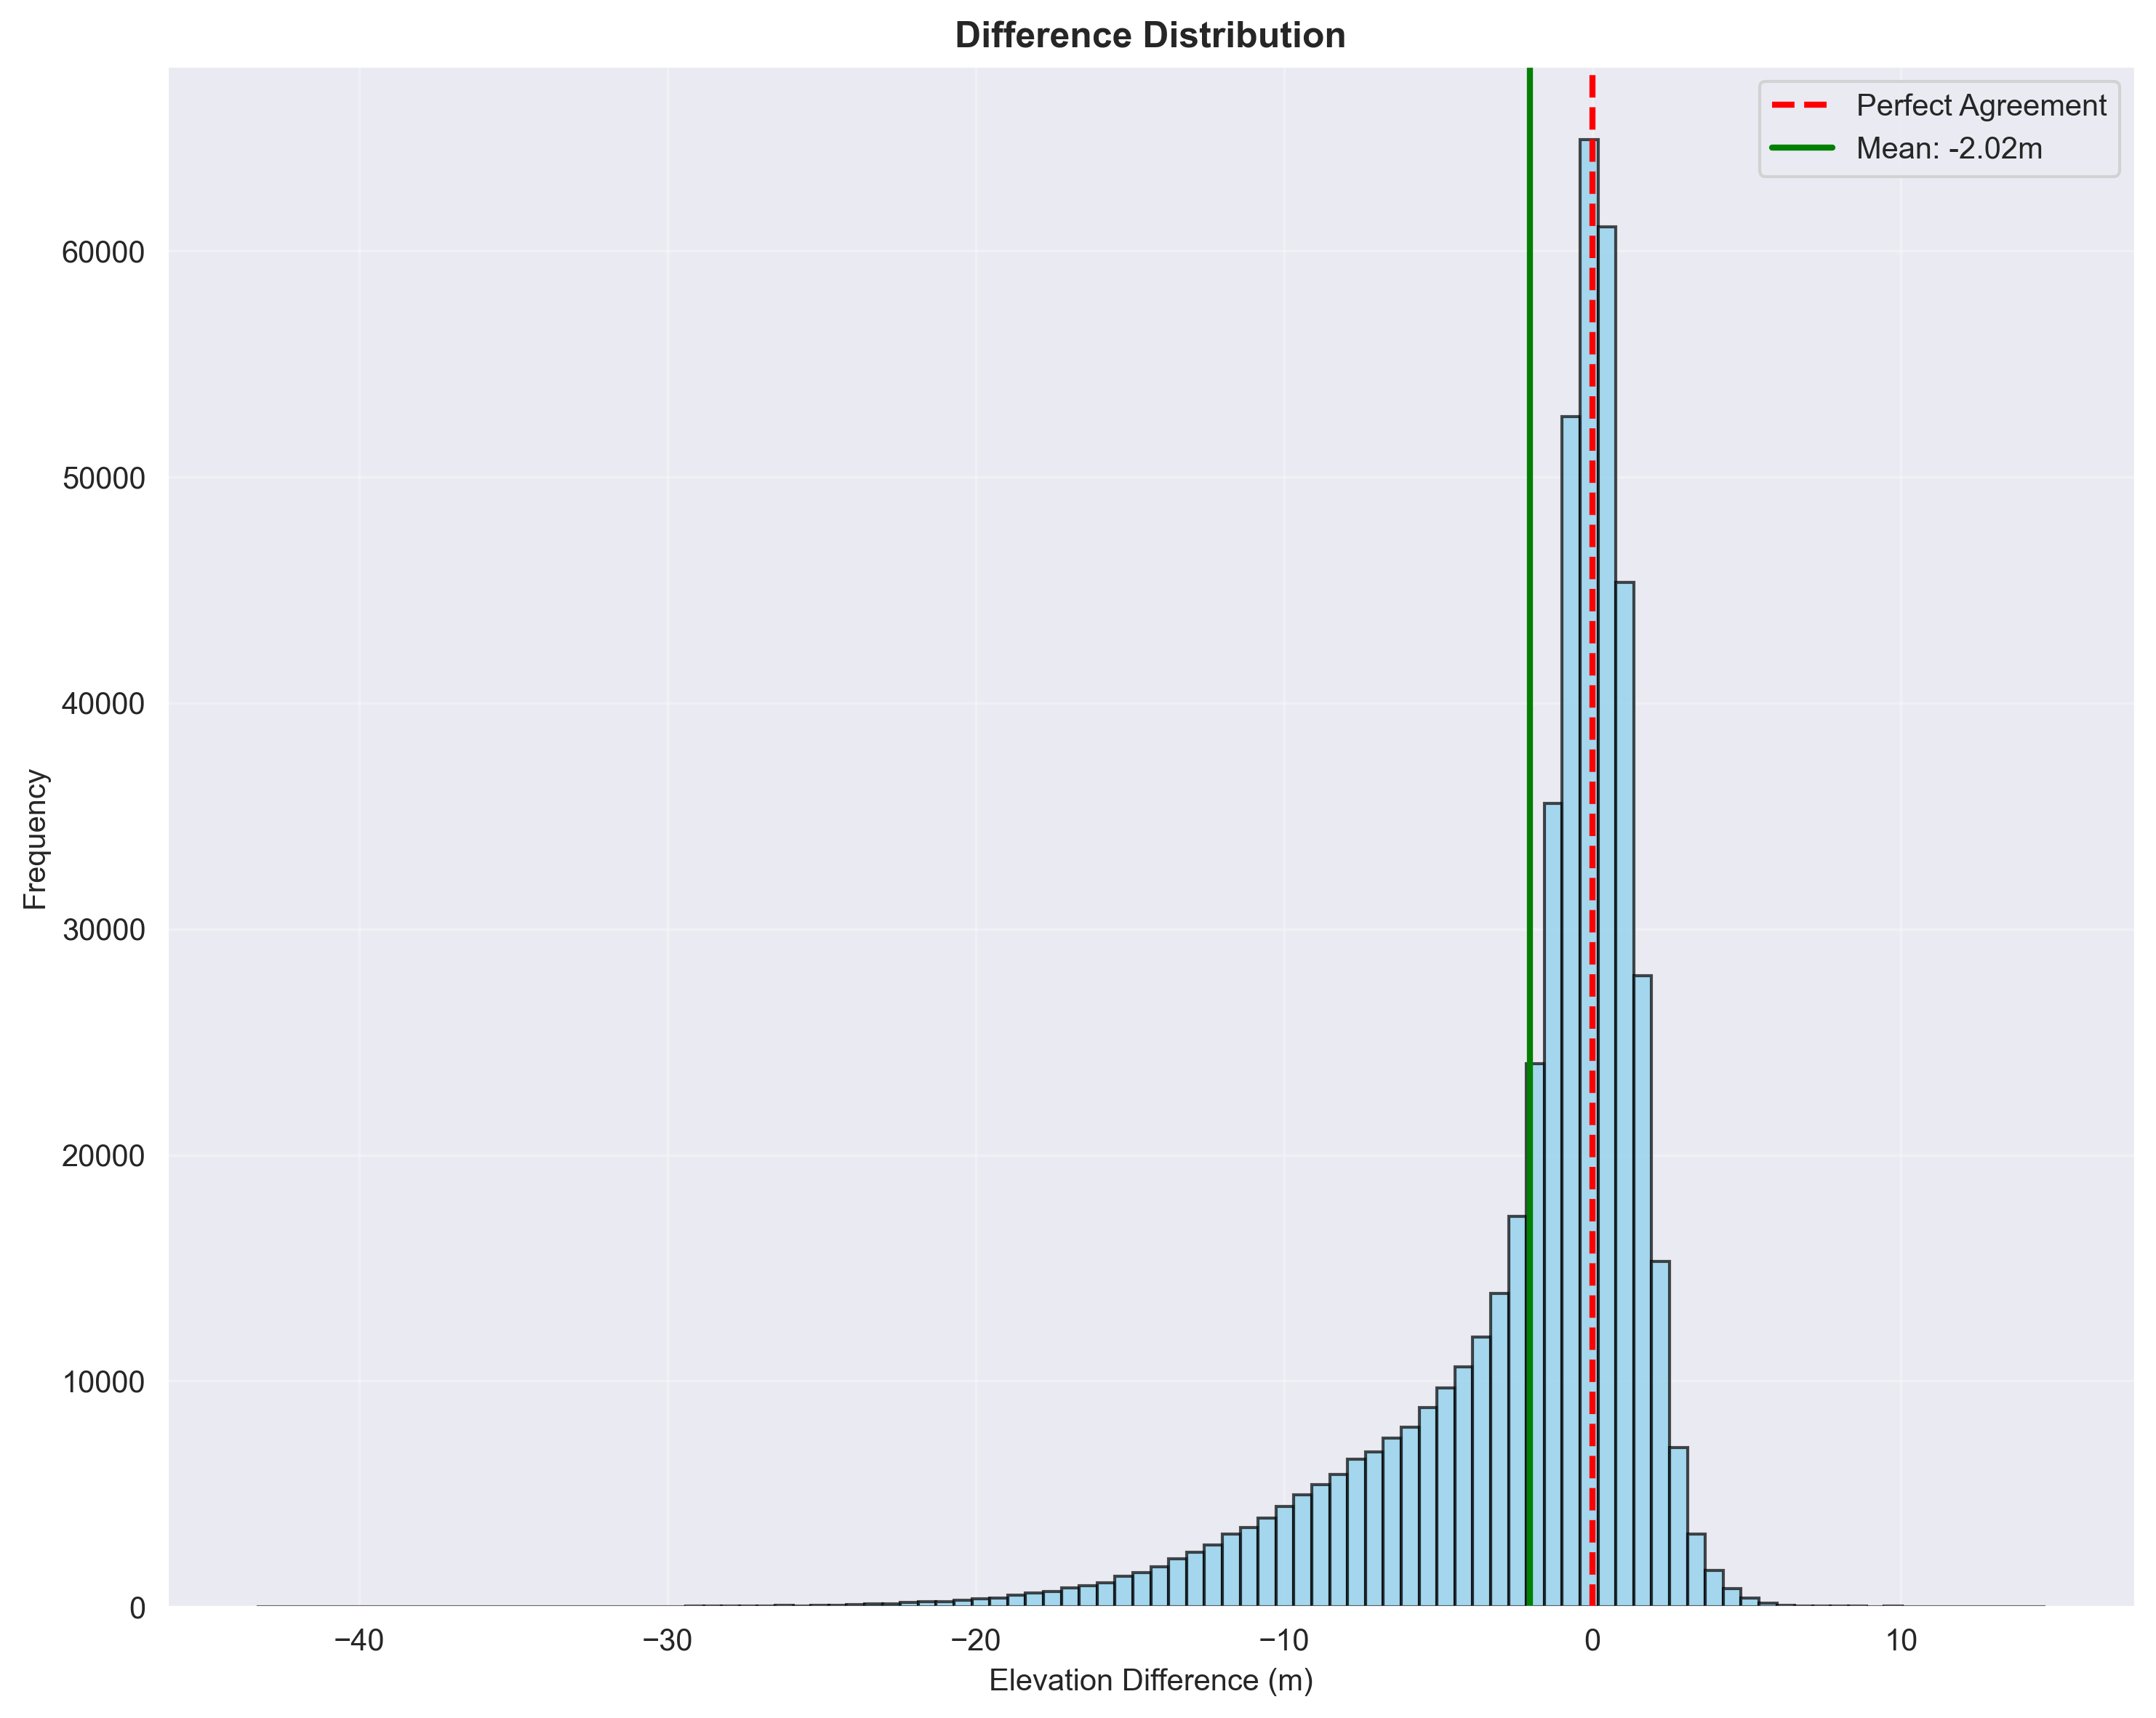 Difference Distribution
Perfect Agreement
Mean: -2.02m
60000
50000
40000
30000
20000
10000
0
Frequency
−40
−30
−20
−10
0
10
Elevation Difference (m)